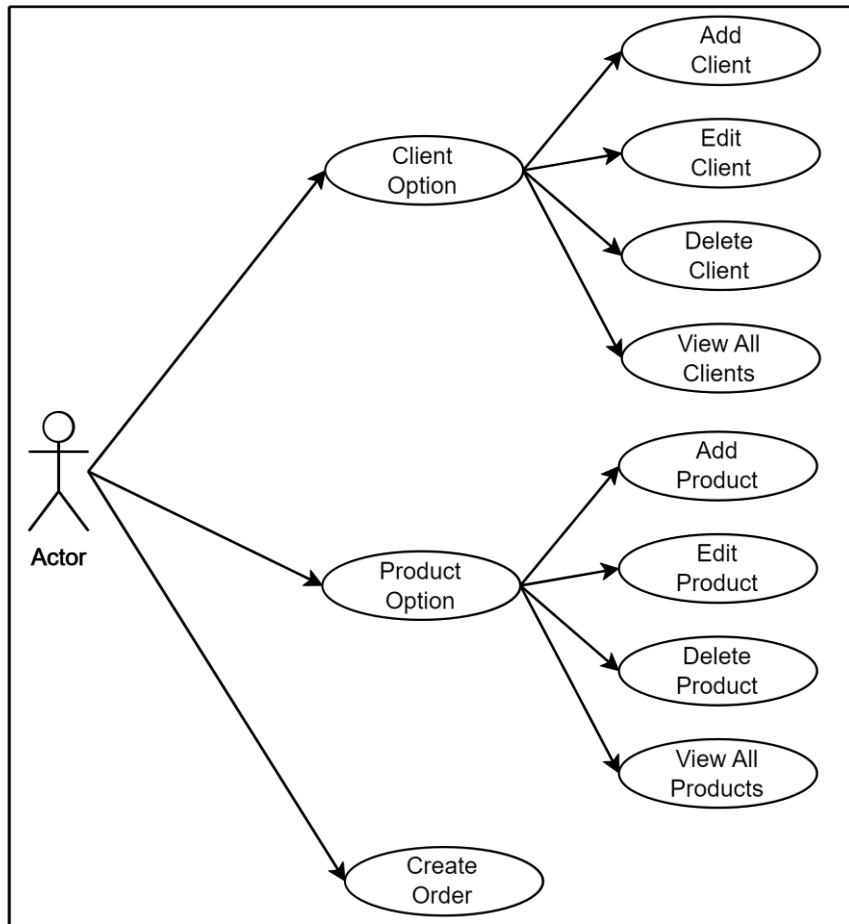 Add
Client
Client
Option
Edit
Client
Delete
Client
View All
Clients
Actor
Product
Option
Add
Product
Edit
Product
Delete
Product
View All
Products
Create
Order